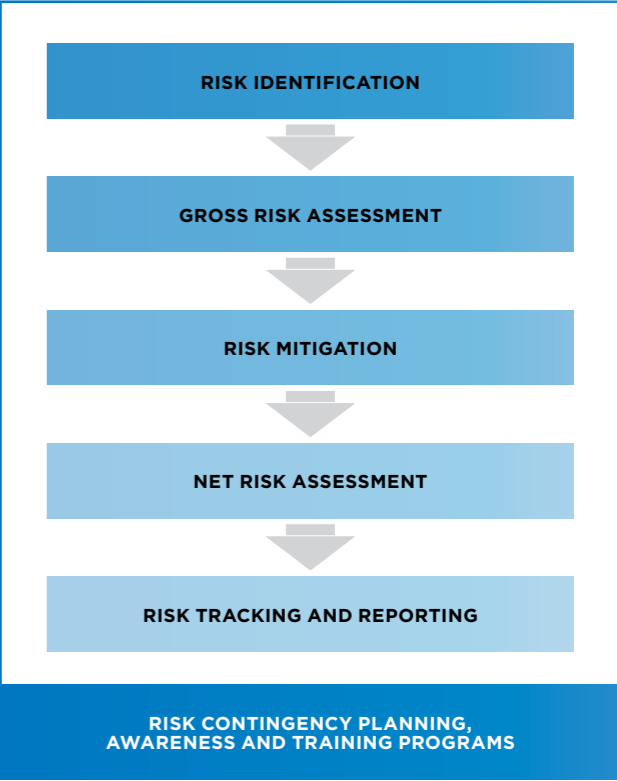 RISK IDENTIFICATION
GROSS RISK ASSESSMENT
RISK MITIGATION
NET RISK ASSESSMENT
RISK TRACKING AND REPORTING
RISK CONTINGENCY PLANNING,
AWARENESS AND TRAINING PROGRAMS